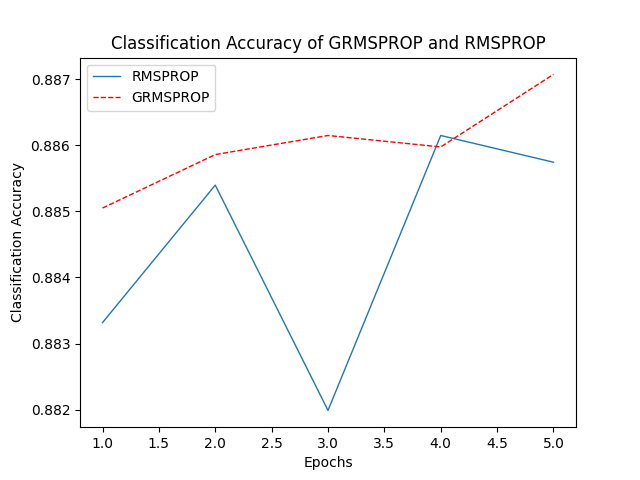 Classification Accuracy of GRMSPROP and RMSPROP
RMSPROP
GRMSPROP
Classification Accuracy
0.887
0.886
0.885
0.884
0.883
0.882
1.0 1.5 2.0 2.5 3.0 3.5 4.0 4.5 5.0
Epochs